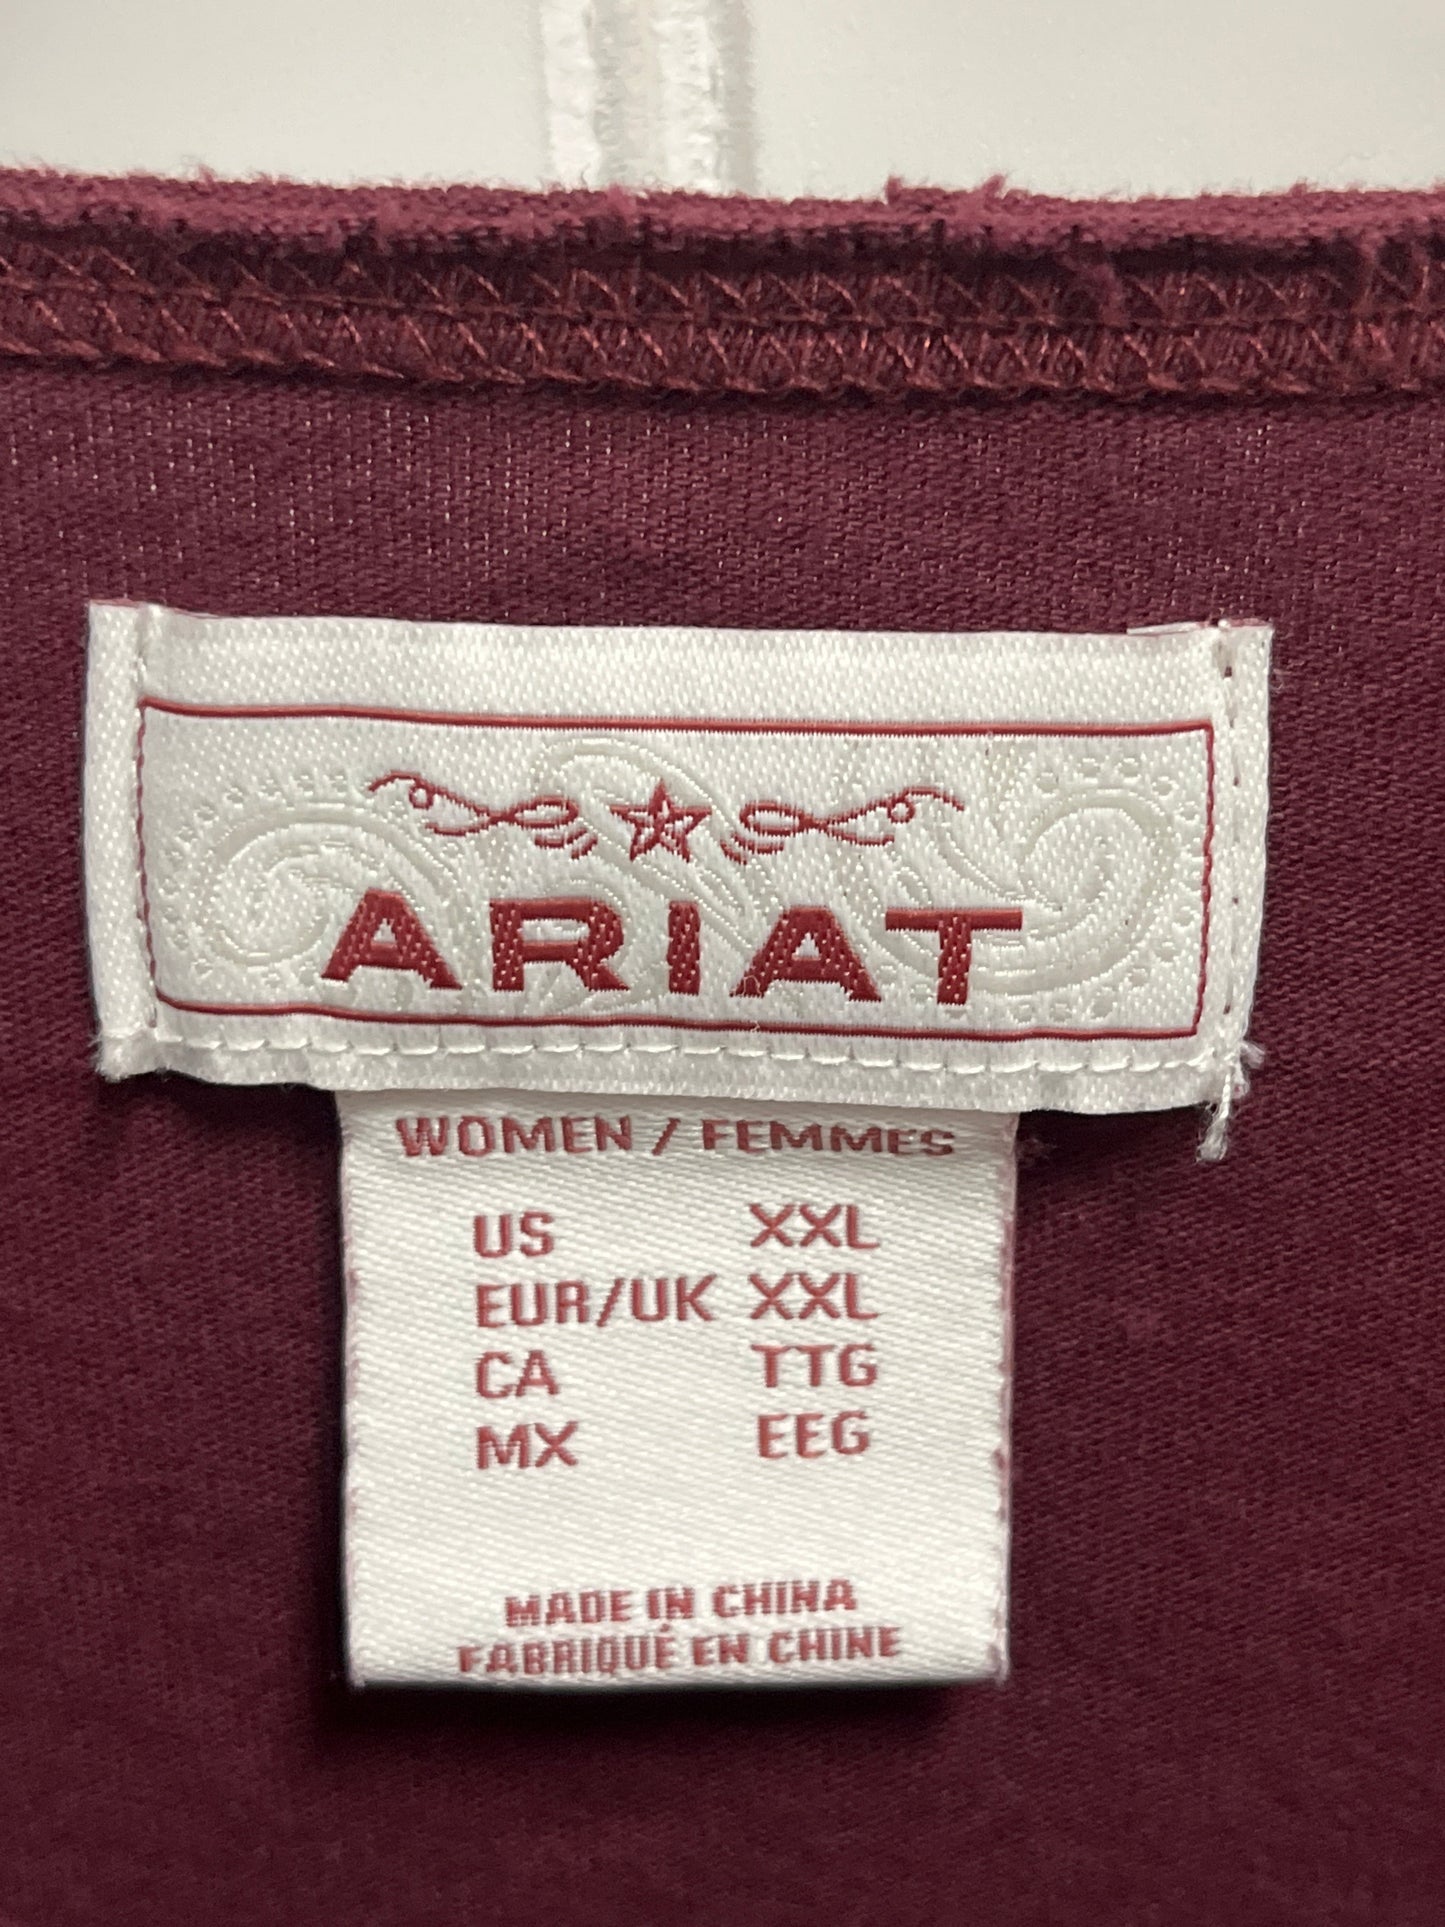 ARIAT
WOMEN / FEMMES
US XXL
EUR/UK XXL
CA TTG
MX EEG
MADE IN CHINA
FABRIQUÉ EN CHINE